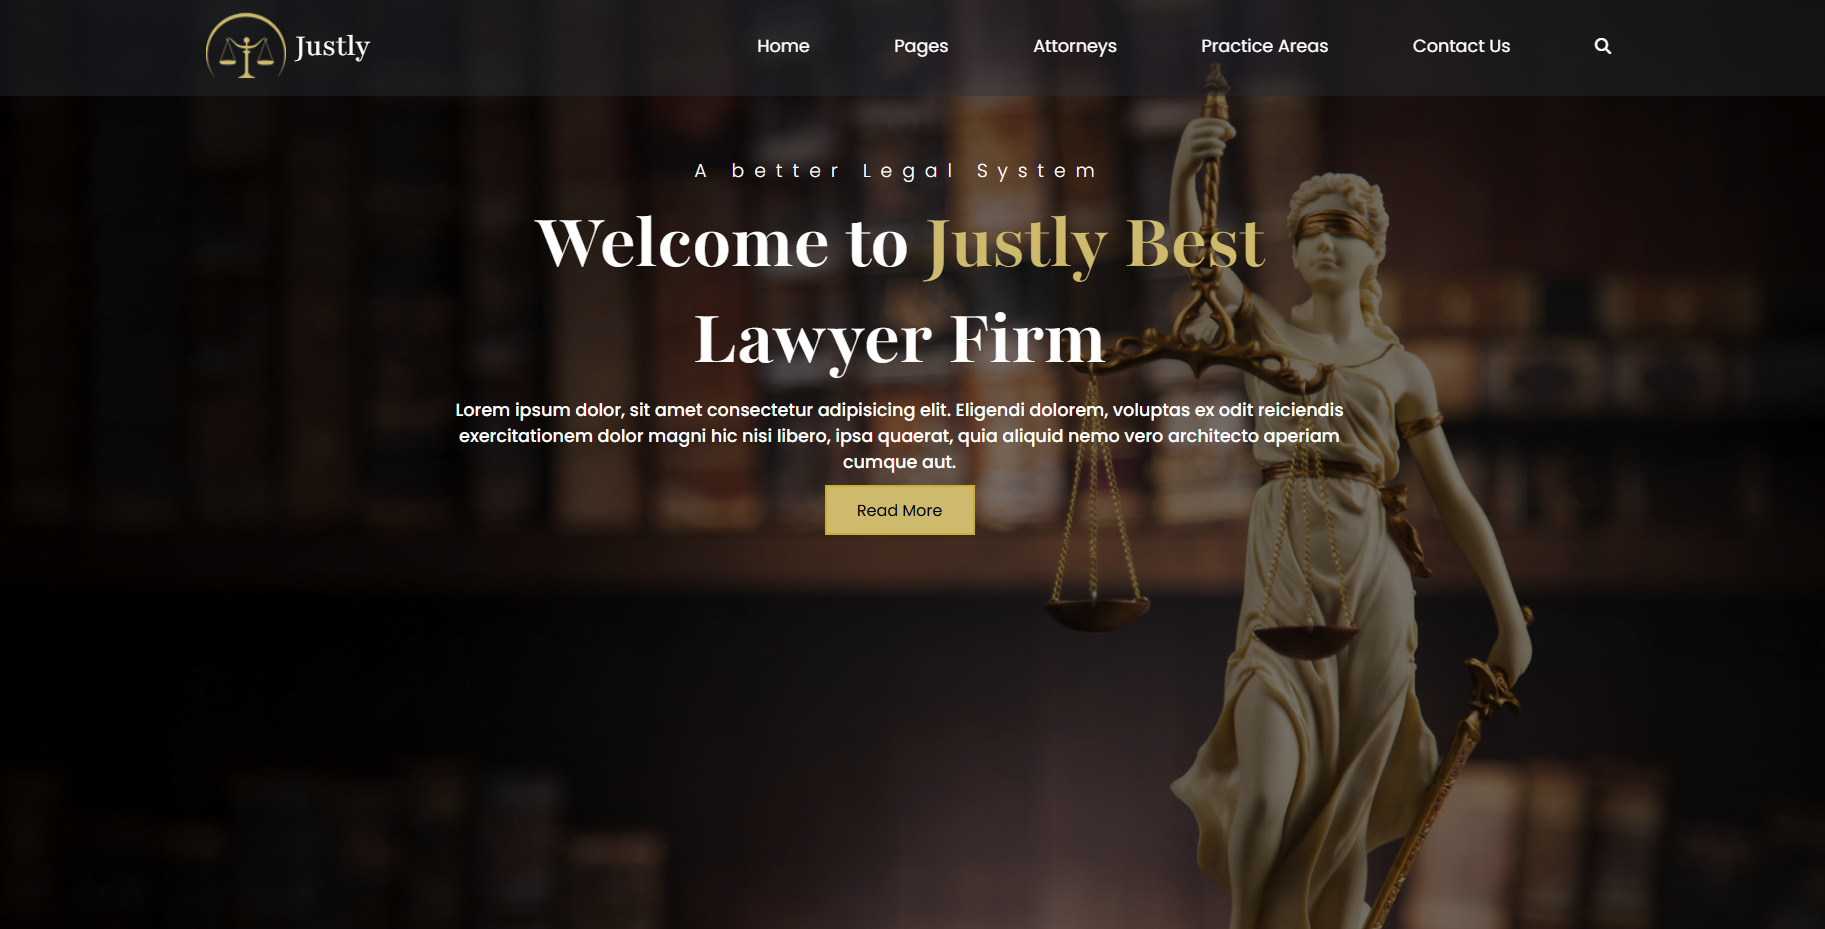 Justly
Home
Pages
Attorneys
Practice Areas
Contact Us
A better Legal System
Welcome to Justly Best
Lawyer Firm
Lorem ipsum dolor, sit amet consectetur adipisicing elit. Eligendi dolorem, voluptas ex odit reiciendis
exercitationem dolor magni hic nisi libero, ipsa quaerat, quia aliquid nemo vero architecto aperiam
cumque aut.
Read More